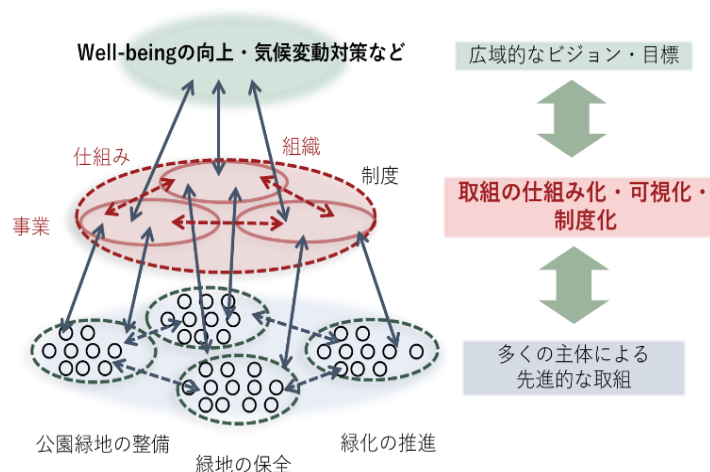 Well-beingの向上・気候変動対策など
広域的なビジョン・目標
仕組み
組織
制度
事業
取組の仕組み化・可視化・
制度化
多くの主体による
先進的な取組
公園緑地の整備
緑地の保全
緑化の推進